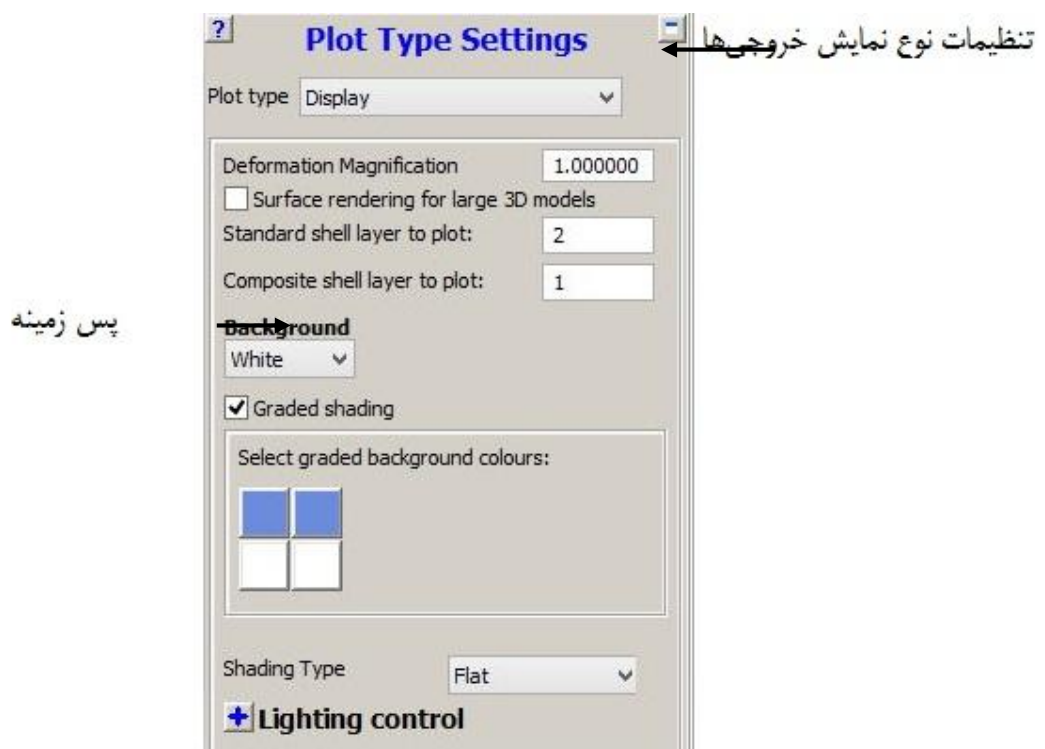 ?
Plot Type Settings
-
تنظیمات نوع نمایش خروجی‌ها
Plot type Display
Deformation Magnification 1.000000
Surface rendering for large 3D models
Standard shell layer to plot: 2
Composite shell layer to plot: 1
پس زمینه
Background
White
Graded shading
Select graded background colours:
Shading Type Flat
+ Lighting control